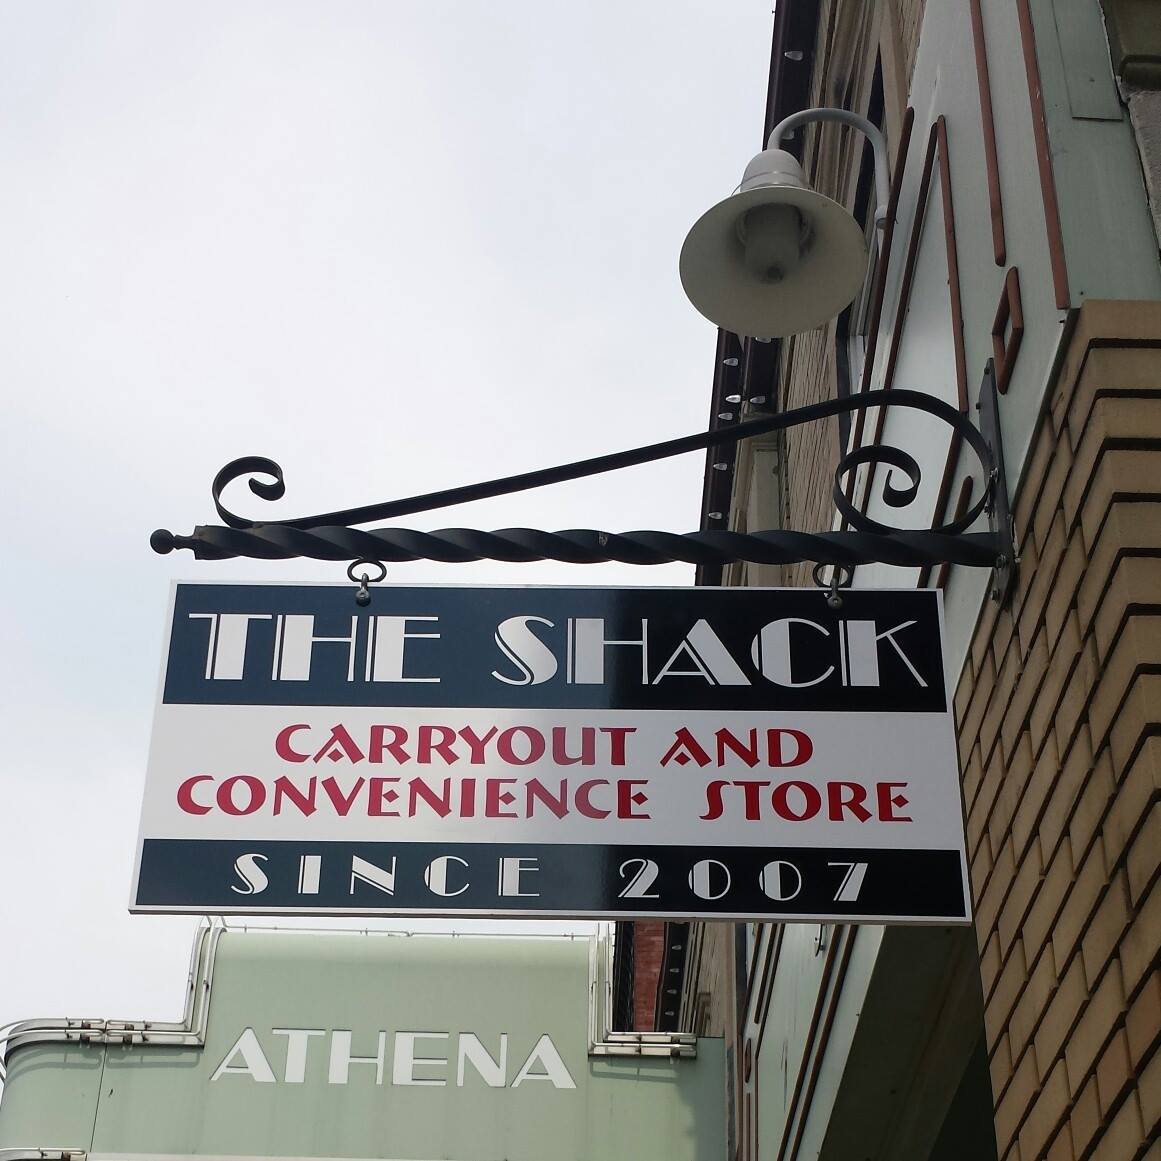 THE SHACK
CARRYOUT AND
CONVENIENCE STORE
SINCE 2007
ATHENA